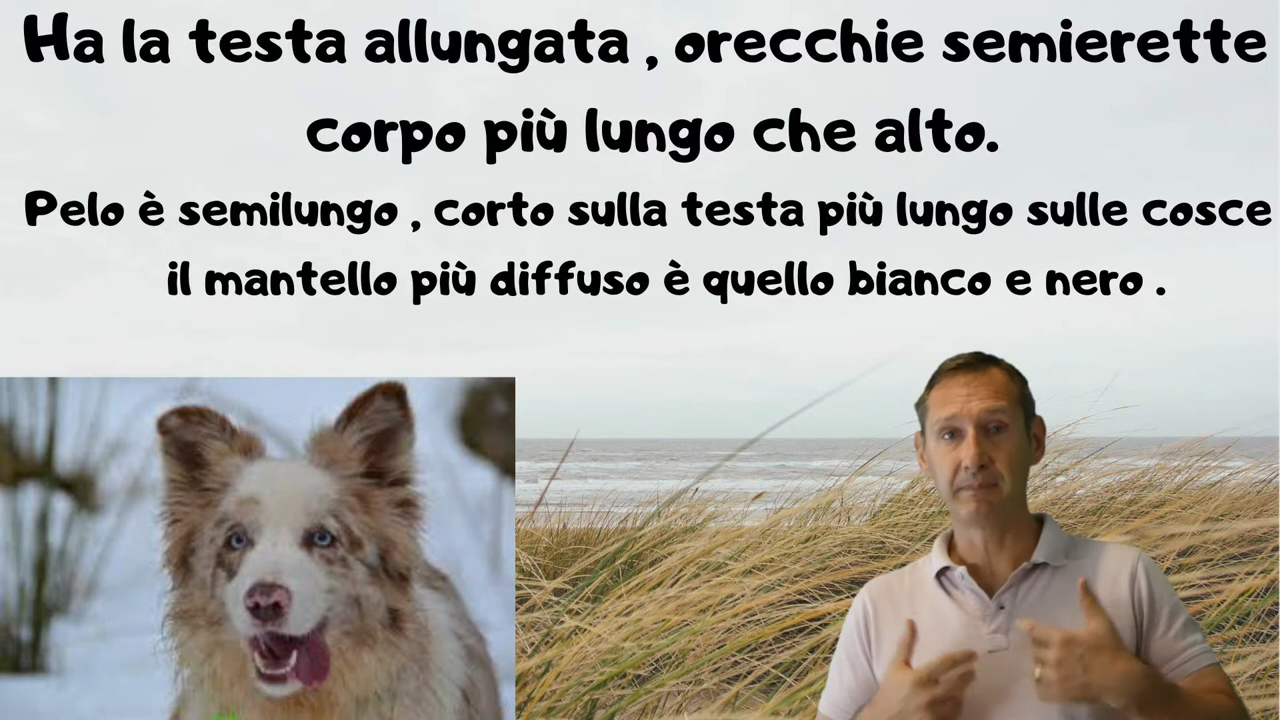 Ha la testa allungata , orecchie semierette
corpo più lungo che alto.
Pelo è semilungo , corto sulla testa più lungo sulle cosce
il mantello più diffuso è quello bianco e nero .